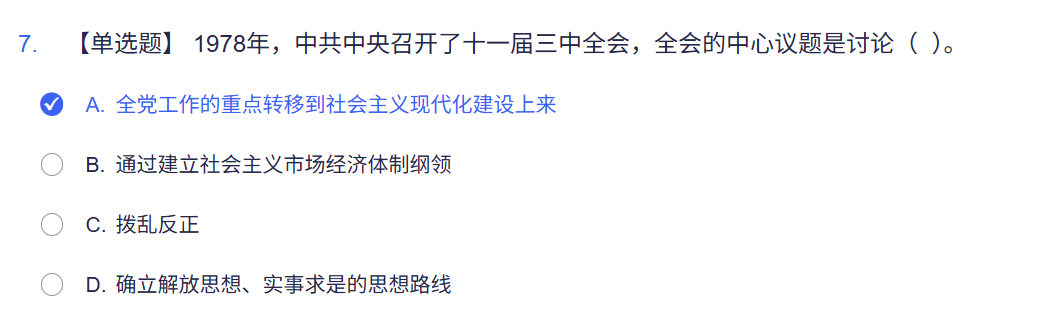 7. 【单选题】 1978年，中共中央召开了十一届三中全会，全会的中心议题是讨论（ ）。
A. 全党工作的重点转移到社会主义现代化建设上来
B. 通过建立社会主义市场经济体制纲领
C. 拨乱反正
D. 确立解放思想、实事求是的思想路线